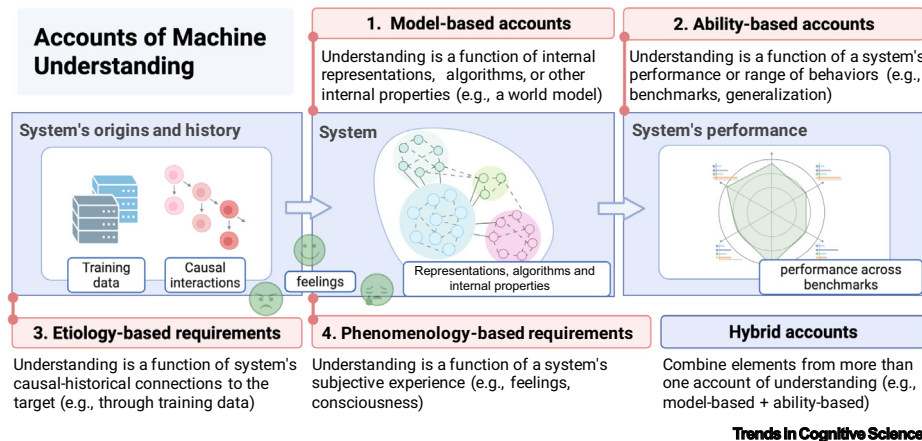 Accounts of Machine
Understanding
1. Model-based accounts
Understanding is a function of internal
representations, algorithms, or other
internal properties (e.g., a world model)
2. Ability-based accounts
Understanding is a function of a system's
performance or range of behaviors (e.g.,
benchmarks, generalization)
System's origins and history
Training
data
Causal
interactions
feelings
System
Representations, algorithms and
internal properties
System's performance
performance across
benchmarks
3. Etiology-based requirements
Understanding is a function of system's
causal-historical connections to the
target (e.g., through training data)
4. Phenomenology-based requirements
Understanding is a function of a system's
subjective experience (e.g., feelings,
consciousness)
Hybrid accounts
Combine elements from more than
one account of understanding (e.g.,
model-based + ability-based)
Trends in Cognitive Science